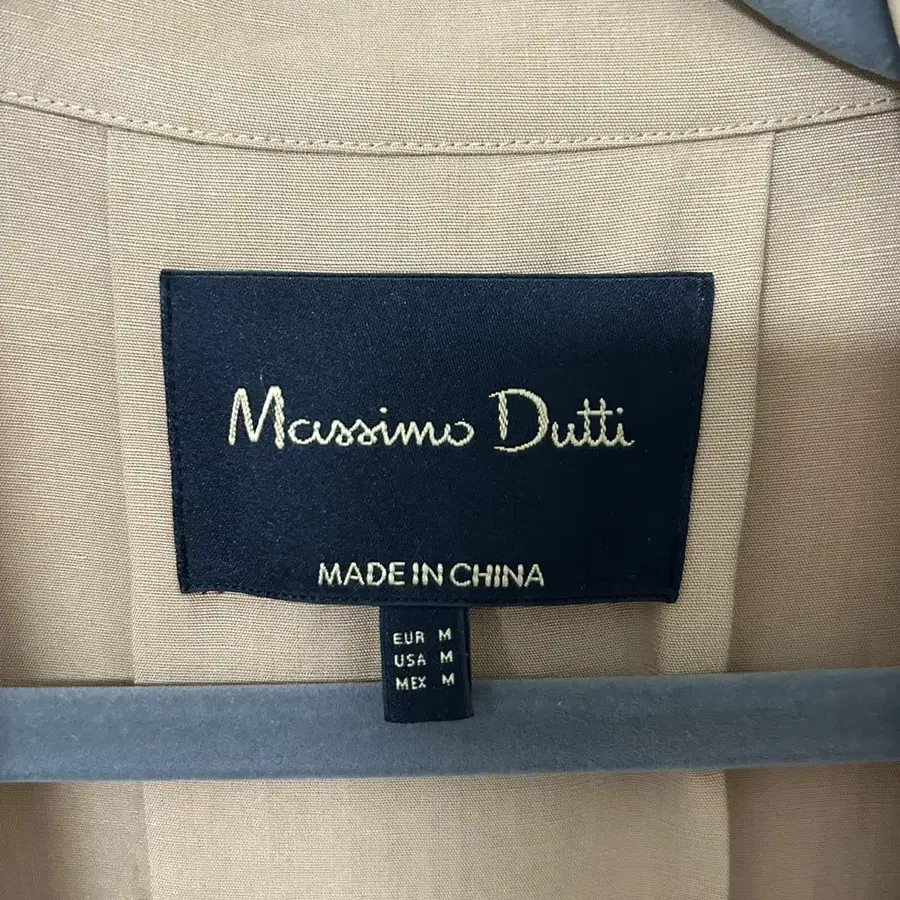 Massimo Dutti
MADE IN CHINA
EUR M
USA M
MEX M